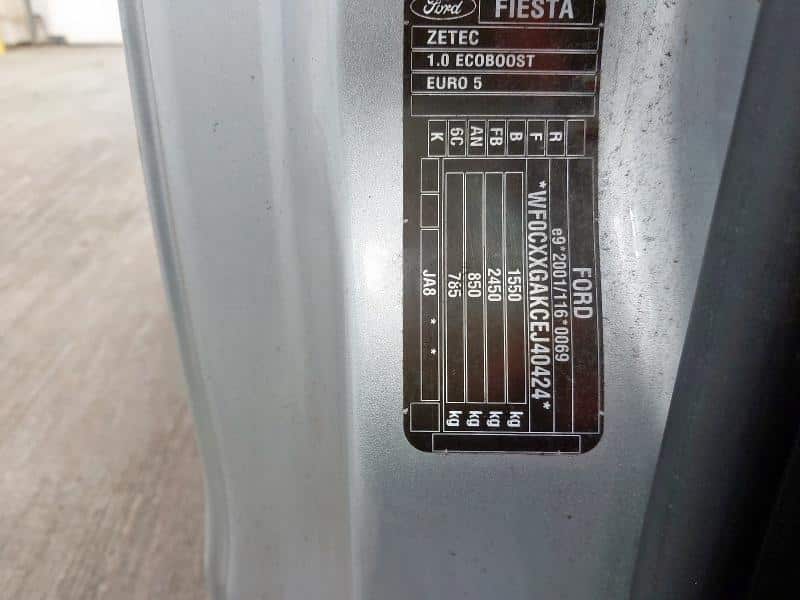 Ford FIESTA
ZETEC
1.0 ECOBOOST
EURO 5
K 6C AN FB B F R
FORD
e9*2001/116*0069
*WF0CXXGAKCEJ40424*
1550 kg
2450 kg
850 kg
785 kg
JA8 * *